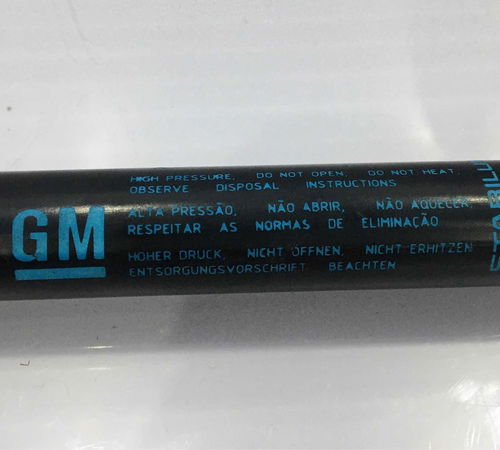 GM
HIGH PRESSURE, DO NOT OPEN, DO NOT HEAT,
OBSERVE DISPOSAL INSTRUCTIONS
ALTA PRESSÃO, NÃO ABRIR, NÃO AQUECER,
RESPEITAR AS NORMAS DE ELIMINAÇÃO
HOHER DRUCK, NICHT ÖFFNEN, NICHT ERHITZEN
ENTSORGUNGSVORSCHRIFT BEACHTEN